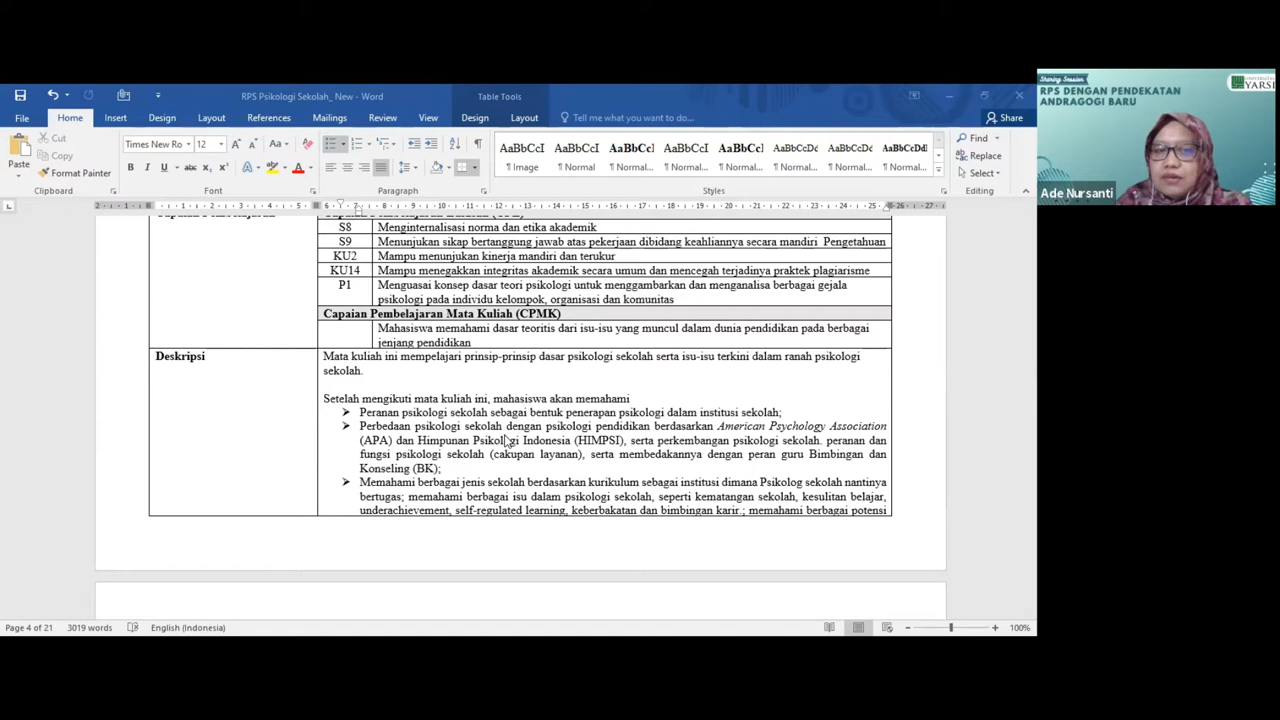 RPS Psikologi Sekolah_ New - Word
Table Tools
File
Home
Insert
Design
Layout
References
Mailings
Review
View
Design
Layout
Tell me what you want to do...
Share
Paste
Cut
Copy
Format Painter
Clipboard
Times New Ro
12
Font
Paragraph
AaBbCcI
¶ Image
AaBbCcI
¶ Normal
AaBbCc
¶ Normal...
AaBbCcI
¶ Normal...
AaBbCc
¶ Normal...
AaBbCcDc
¶ Normal...
AaBbCcDd
¶ Normal...
Styles
Find
Replace
Select
Editing
S8 Menginternalisasi norma dan etika akademik
S9 Menunjukan sikap bertanggung jawab atas pekerjaan dibidang keahliannya secara mandiri Pengetahuan
KU2 Mampu menunjukan kinerja mandiri dan terukur
KU14 Mampu menegakkan integritas akademik secara umum dan mencegah terjadinya praktek plagiarisme
P1 Menguasai konsep dasar teori psikologi untuk menggambarkan dan menganalisa berbagai gejala
psikologi pada individu kelompok, organisasi dan komunitas
Capaian Pembelajaran Mata Kuliah (CPMK)
Mahasiswa memahami dasar teoritis dari isu-isu yang muncul dalam dunia pendidikan pada berbagai
jenjang pendidikan
Deskripsi
Mata kuliah ini mempelajari prinsip-prinsip dasar psikologi sekolah serta isu-isu terkini dalam ranah psikologi
sekolah.
Setelah mengikuti mata kuliah ini, mahasiswa akan memahami
➢ Peranan psikologi sekolah sebagai bentuk penerapan psikologi dalam institusi sekolah;
➢ Perbedaan psikologi sekolah dengan psikologi pendidikan berdasarkan American Psychology Association
(APA) dan Himpunan Psikologi Indonesia (HIMPSI), serta perkembangan psikologi sekolah. peranan dan
fungsi psikologi sekolah (cakupan layanan), serta membedakannya dengan peran guru Bimbingan dan
Konseling (BK);
➢ Memahami berbagai jenis sekolah berdasarkan kurikulum sebagai institusi dimana Psikolog sekolah nantinya
bertugas; memahami berbagai isu dalam psikologi sekolah, seperti kematangan sekolah, kesulitan belajar,
underachievement, self-regulated learning, keberbakatan dan bimbingan karir.; memahami berbagai potensi
Page 4 of 21
3019 words
English (Indonesia)
100%
Sharing Session
UNIVERSITAS
YARSI
RPS DENGAN PENDEKATAN
ANDRAGOGI BARU
Ade Nursanti